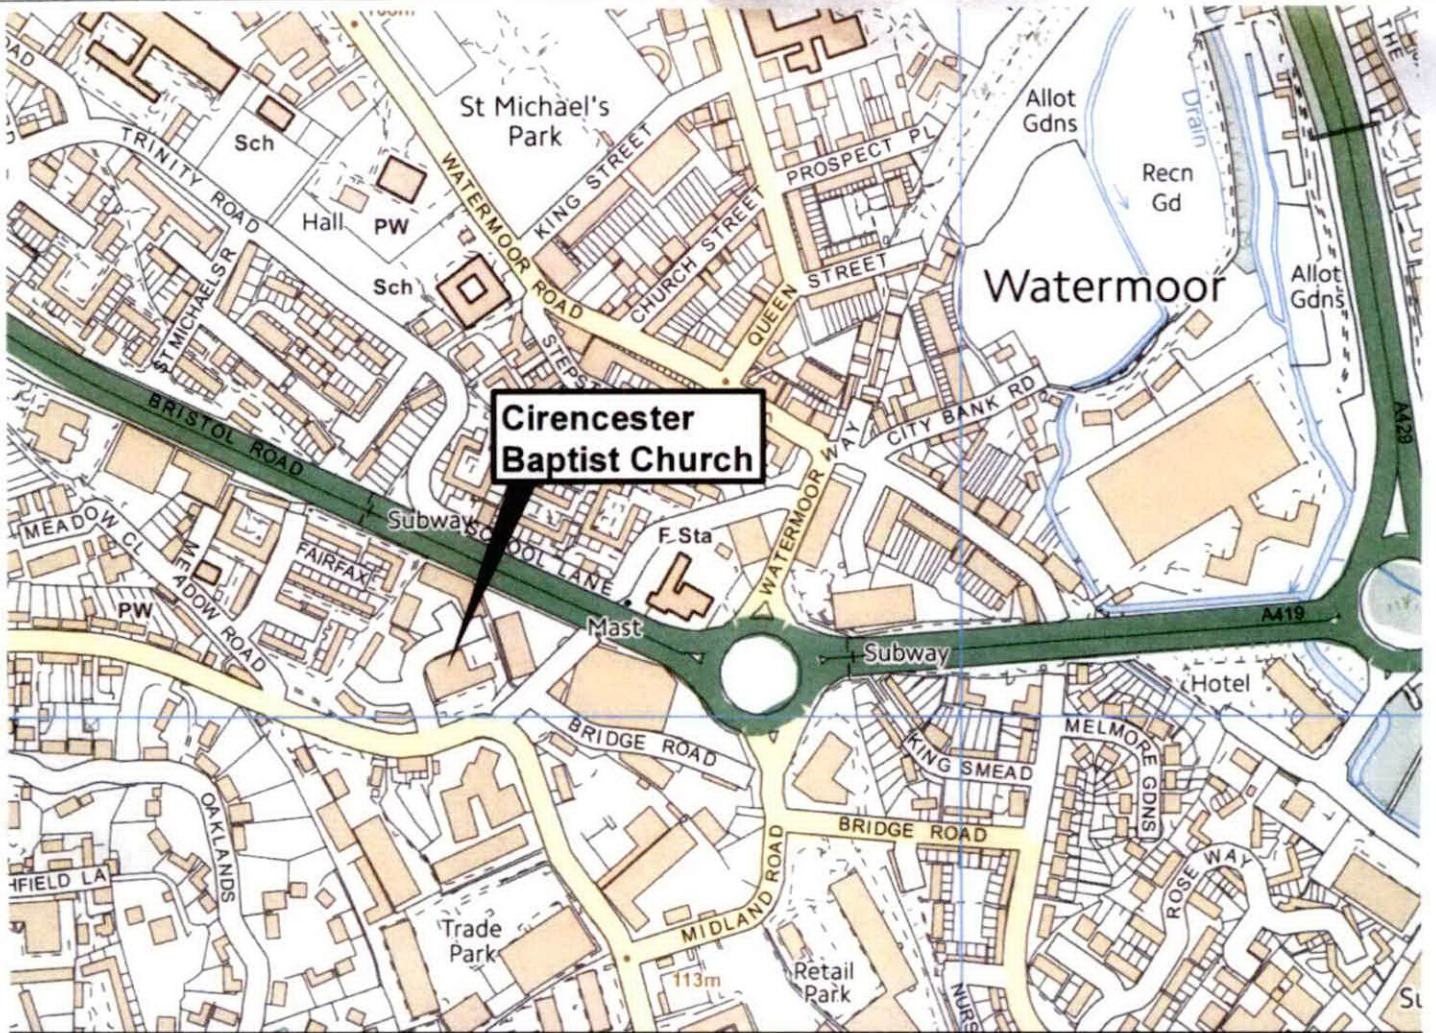 St Michael's
Park
Allot
Gdns
Drain
THE
Sch
TRINITY ROAD
WATERMOOR ROAD
KING STREET
PROSPECT PL
Recn
Gd
Hall
PW
Sch
CHURCH STREET
QUEEN STREET
Watermoor
Allot
Gdns
BRISTOL ROAD
Cirencester
Baptist Church
WATERMOOR WAY
CITY BANK RD
A429
MEADOW CL
MEADOW ROAD
FAIRFAX
Subway
SCHOOL LANE
F Sta
PW
Mast
Subway
A419
Hotel
BRIDGE ROAD
KING SMEAD
MELMORE GDNS
OAKLANDS
BRIDGE ROAD
ROSE WAY
HFIELD LA
MIDLAND ROAD
Trade
Park
113m
Retail
Park